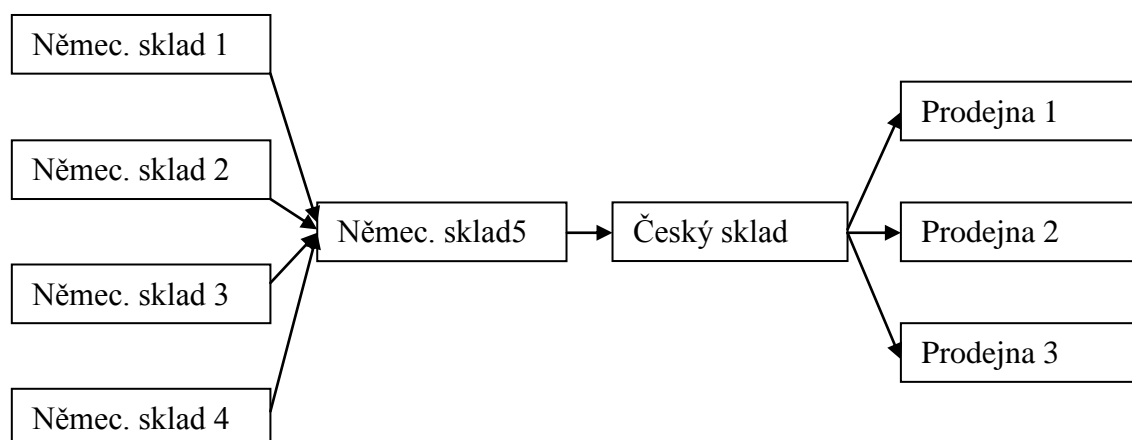 Němec. sklad 1
Němec. sklad 2
Němec. sklad 3
Němec. sklad 4
Němec. sklad5
Český sklad
Prodejna 1
Prodejna 2
Prodejna 3